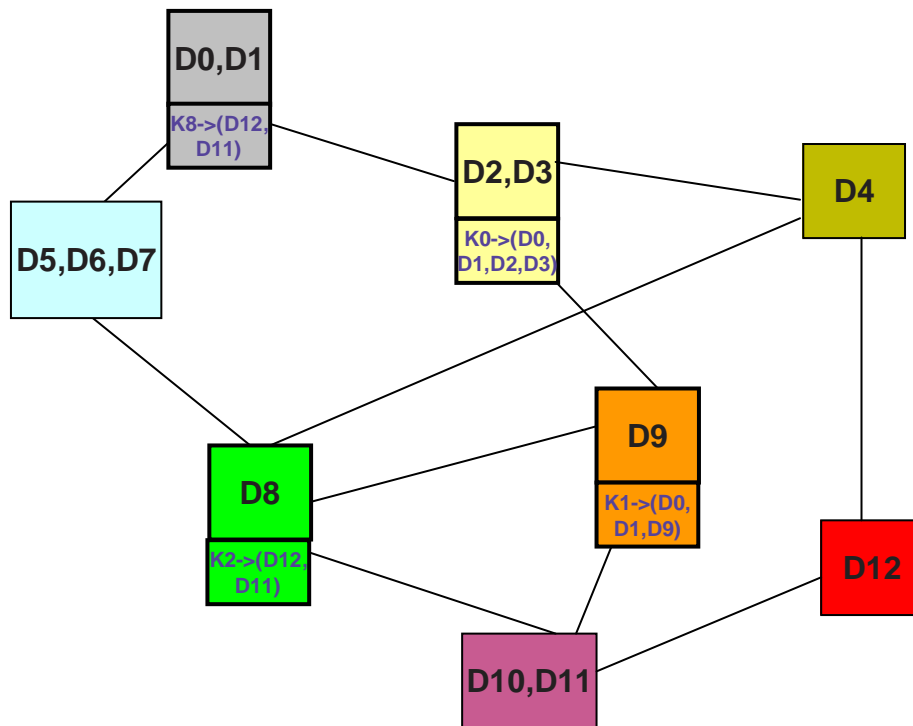 D0,D1
K8->(D12,
D11)
D2,D3
K0->(D0,
D1,D2,D3)
D4
D5,D6,D7
D9
K1->(D0,
D1,D9)
D8
K2->(D12,
D11)
D12
D10,D11